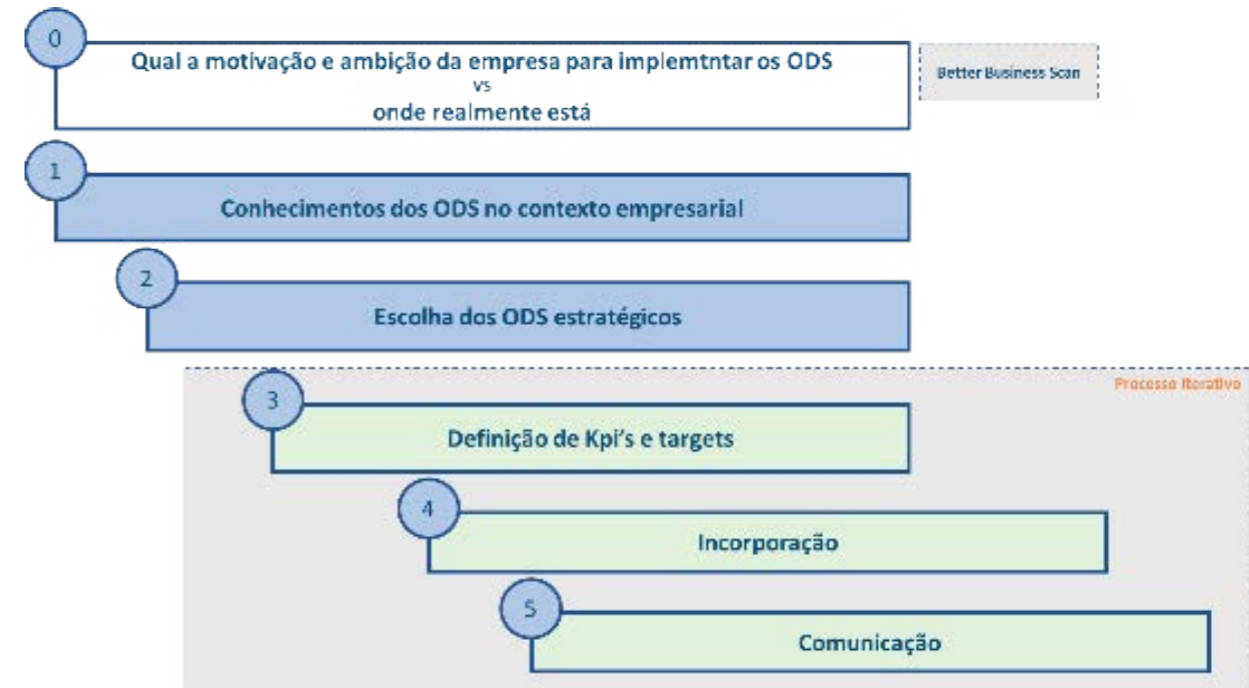 0
Qual a motivação e ambição da empresa para implemtntar os ODS
vs
onde realmente está
Better Business Scan
1
Conhecimentos dos ODS no contexto empresarial
2
Escolha dos ODS estratégicos
Processo Iterativo
3
Definição de Kpi's e targets
4
Incorporação
5
Comunicação